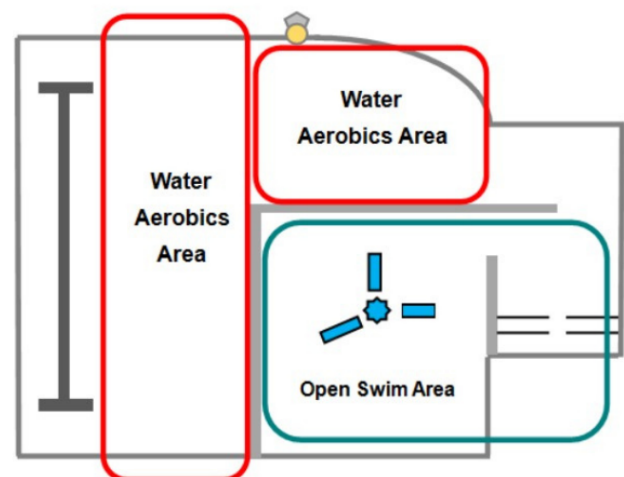 Water
Aerobics Area
Water
Aerobics
Area
Open Swim Area